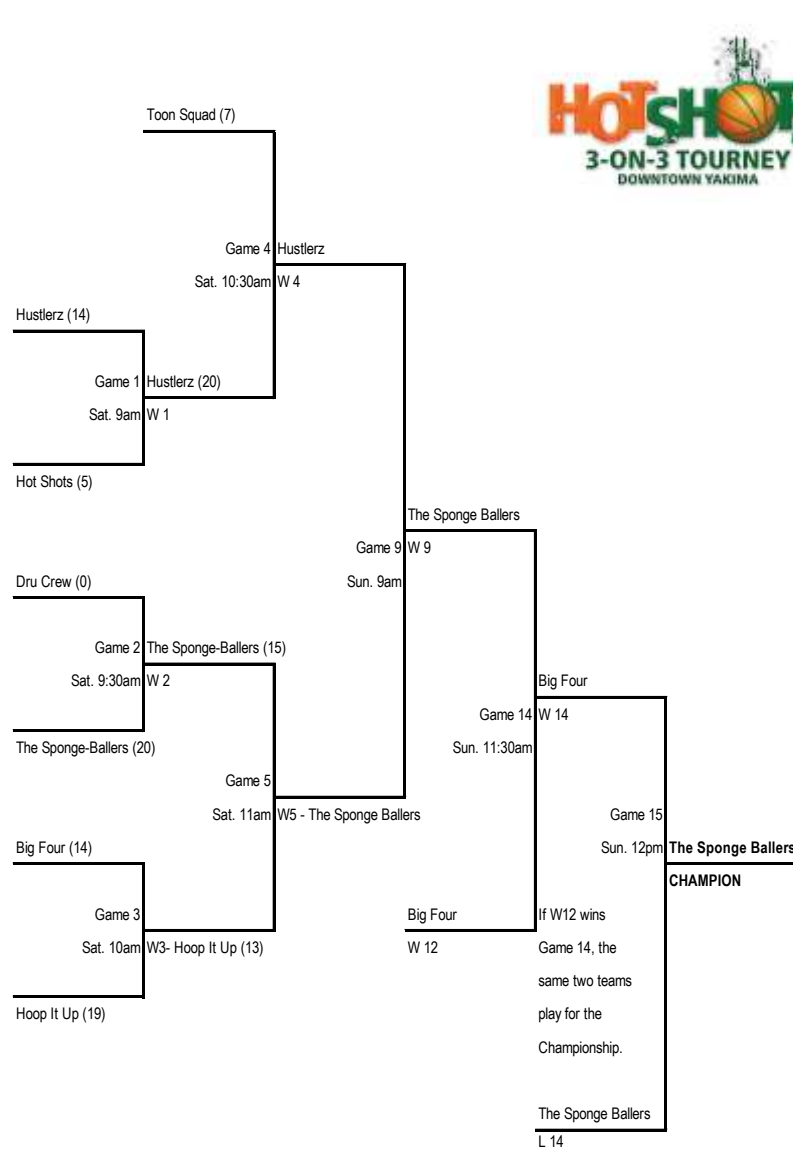 HOTSHOT
3-ON-3 TOURNEY
DOWNTOWN YAKIMA
Toon Squad (7)
Game 4 Hustlerz
Sat. 10:30am W 4
Hustlerz (14)
Game 1 Hustlerz (20)
Sat. 9am W 1
Hot Shots (5)
The Sponge Ballers
Game 9 W 9
Dru Crew (0)
Sun. 9am
Game 2 The Sponge-Ballers (15)
Sat. 9:30am W 2
Big Four
Game 14 W 14
The Sponge-Ballers (20)
Sun. 11:30am
Game 5
Sat. 11am W5 - The Sponge Ballers
Game 15
Big Four (14)
Sun. 12pm The Sponge Ballers
CHAMPION
Game 3
Big Four
If W12 wins
Sat. 10am W3- Hoop It Up (13)
W 12
Game 14, the
same two teams
Hoop It Up (19)
play for the
Championship.
The Sponge Ballers
L 14